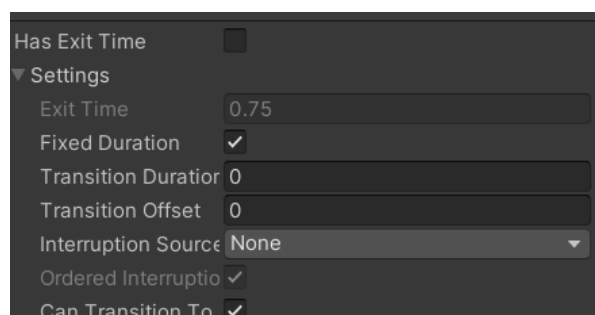 Has Exit Time
Settings
Exit Time 0.75
Fixed Duration
Transition Duration 0
Transition Offset 0
Interruption Source None
Ordered Interruptio
Can Transition To